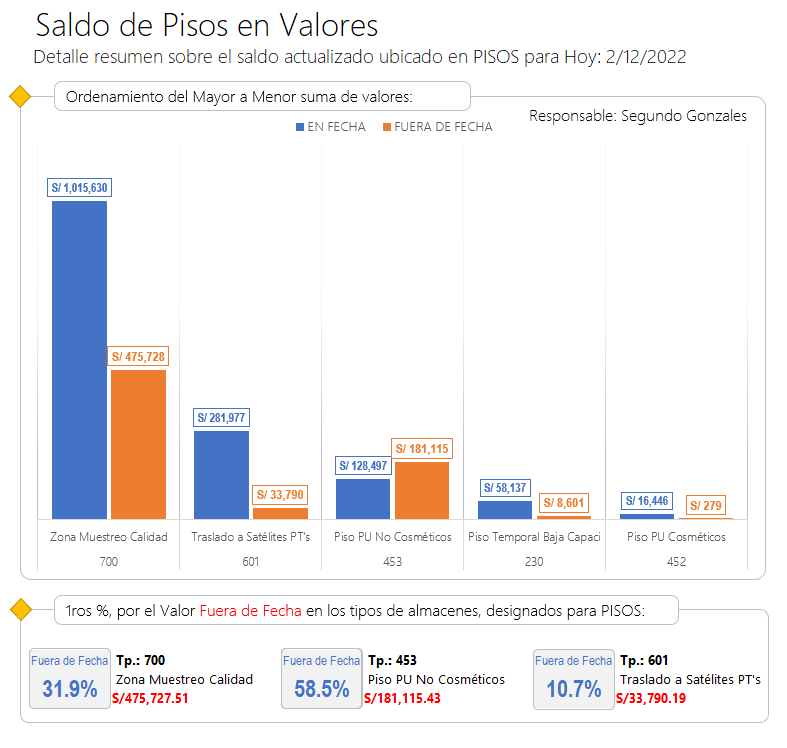 Saldo de Pisos en Valores
Detalle resumen sobre el saldo actualizado ubicado en PISOS para Hoy: 2/12/2022
Ordenamiento del Mayor a Menor suma de valores:
Responsable: Segundo Gonzales
EN FECHA FUERA DE FECHA
S/ 1,015,630
S/ 475,728
S/ 281,977
S/ 33,790
S/ 128,497
S/ 181,115
S/ 58,137
S/ 8,601
S/ 16,446
S/ 279
Zona Muestreo Calidad Traslado a Satélites PT's Piso PU No Cosméticos Piso Temporal Baja Capaci Piso PU Cosméticos
700 601 453 230 452
1ros %, por el Valor Fuera de Fecha en los tipos de almacenes, designados para PISOS:
Fuera de Fecha
31.9%
Tp.: 700
Zona Muestreo Calidad
S/475,727.51
Fuera de Fecha
58.5%
Tp.: 453
Piso PU No Cosméticos
S/181,115.43
Fuera de Fecha
10.7%
Tp.: 601
Traslado a Satélites PT's
S/33,790.19